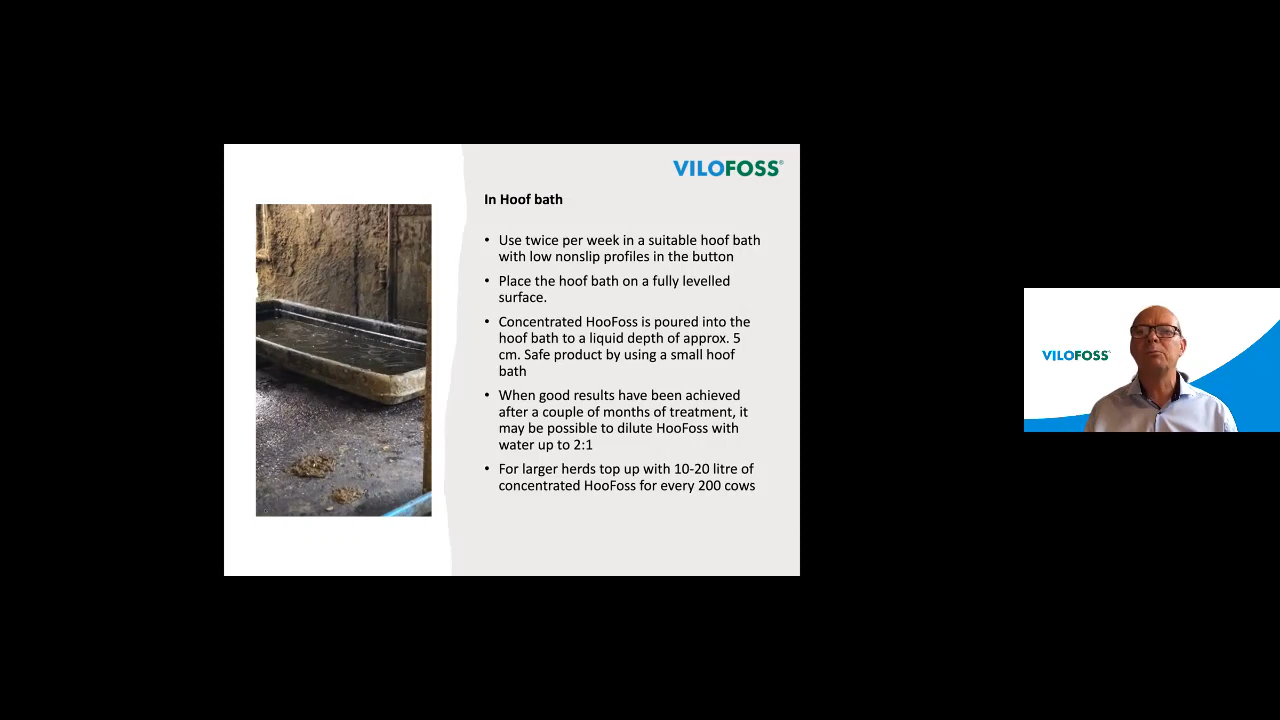 VILOFOSS®
In Hoof bath
• Use twice per week in a suitable hoof bath
with low nonslip profiles in the button
• Place the hoof bath on a fully levelled
surface.
• Concentrated HooFoss is poured into the
hoof bath to a liquid depth of approx. 5
cm. Safe product by using a small hoof
bath
• When good results have been achieved
after a couple of months of treatment, it
may be possible to dilute HooFoss with
water up to 2:1
• For larger herds top up with 10-20 litre of
concentrated HooFoss for every 200 cows
VILOFOSS®